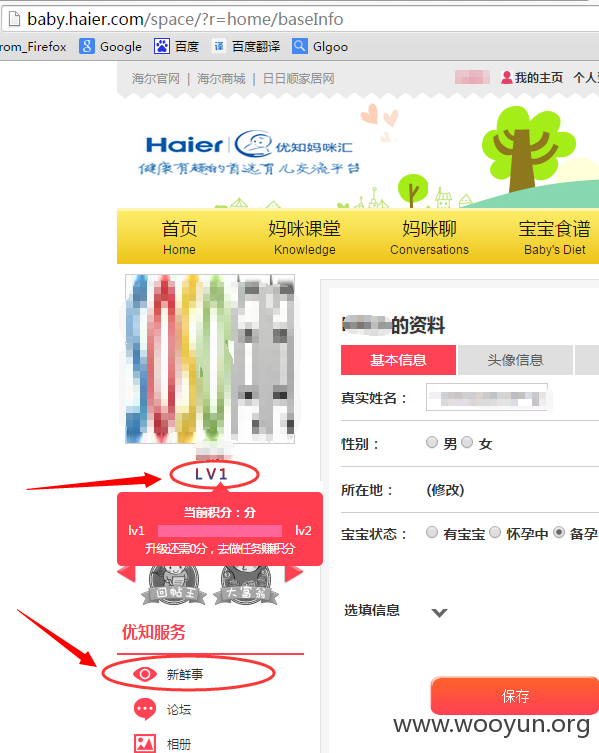 baby.haier.com/space/?r=home/baseInfo
rom_Firefox Google 百度 百度翻译 Glgoo
海尔官网 | 海尔商城 | 日日顺家居网
我的主页 个人
Haier 优知妈咪汇
健康有趣的首选育儿交流平台
首页 妈咪课堂 妈咪聊 宝宝食谱
Home Knowledge Conversations Baby's Diet
的资料
基本信息 头像信息
真实姓名：
性别： 男 女
LV1
当前积分：分
lv1 lv2
升级还需0分，去做任务赚积分
所在地： (修改)
宝宝状态： 有宝宝 怀孕中 备孕
回帖王 大富翁
选填信息
优知服务
新鲜事
论坛
相册
保存
www.wooyun.org